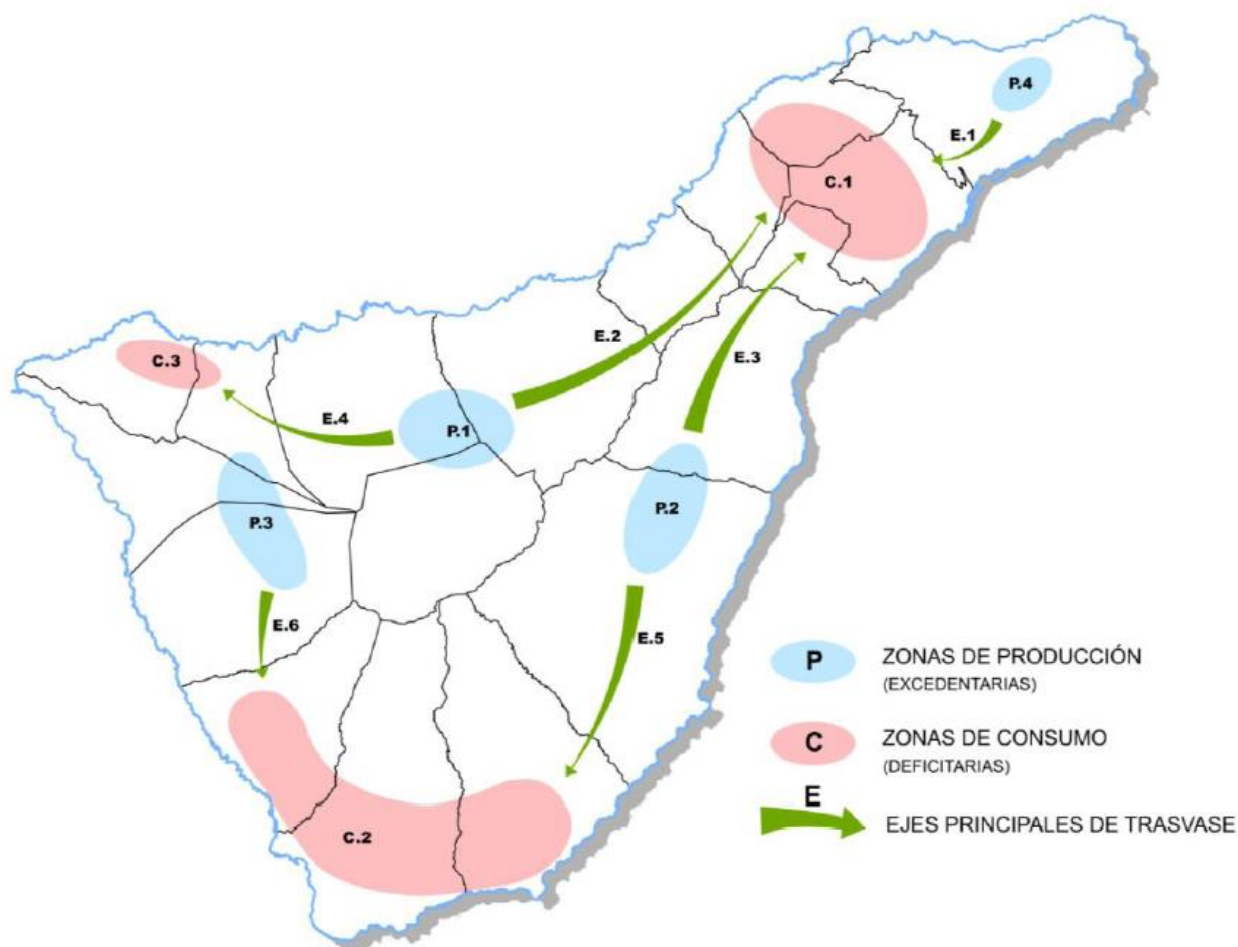 P.4
E.1
C.1
E.2
E.3
C.3
E.4
P.1
P.2
P.3
E.6
E.5
C.2
P ZONAS DE PRODUCCIÓN
(EXCEDENTARIAS)
C ZONAS DE CONSUMO
(DEFICITARIAS)
E
EJES PRINCIPALES DE TRASVASE